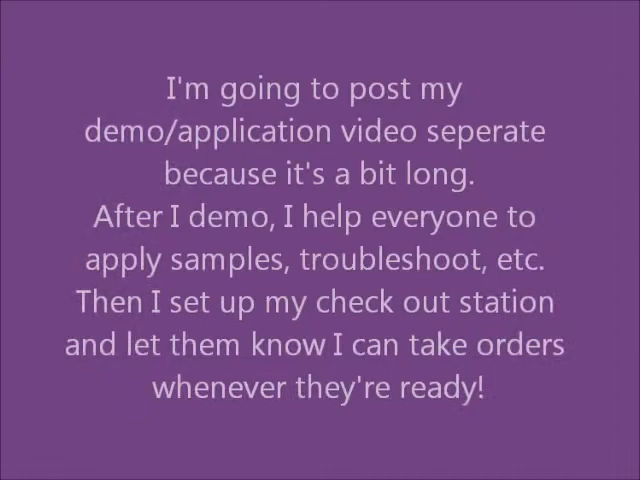 I'm going to post my
demo/application video seperate
because it's a bit long.
After I demo, I help everyone to
apply samples, troubleshoot, etc.
Then I set up my check out station
and let them know I can take orders
whenever they're ready!